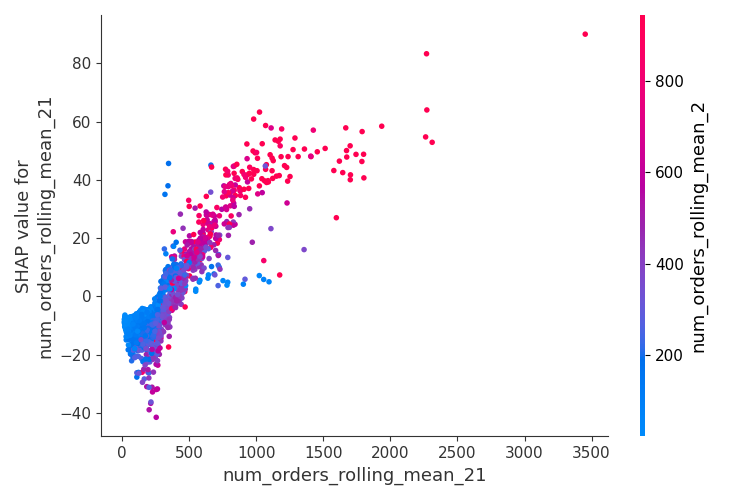 SHAP value for
num_orders_rolling_mean_21
80
60
40
20
0
−20
−40
0 500 1000 1500 2000 2500 3000 3500
num_orders_rolling_mean_21
800
600
400
200
num_orders_rolling_mean_2